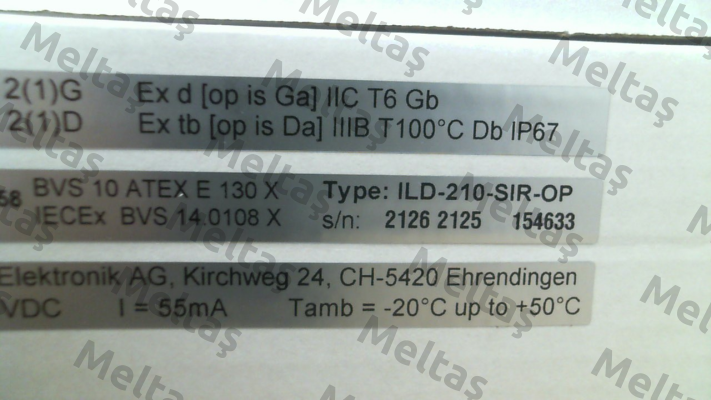 2(1)G Ex d [op is Ga] IIC T6 Gb
2(1)D Ex tb [op is Da] IIIB T100°C Db IP67
58 BVS 10 ATEX E 130 X Type: ILD-210-SIR-OP
IECEx BVS 14.0108 X s/n: 2126 2125 154633
Elektronik AG, Kirchweg 24, CH-5420 Ehrendingen
VDC I = 55mA Tamb = -20°C up to +50°C
Meltaş